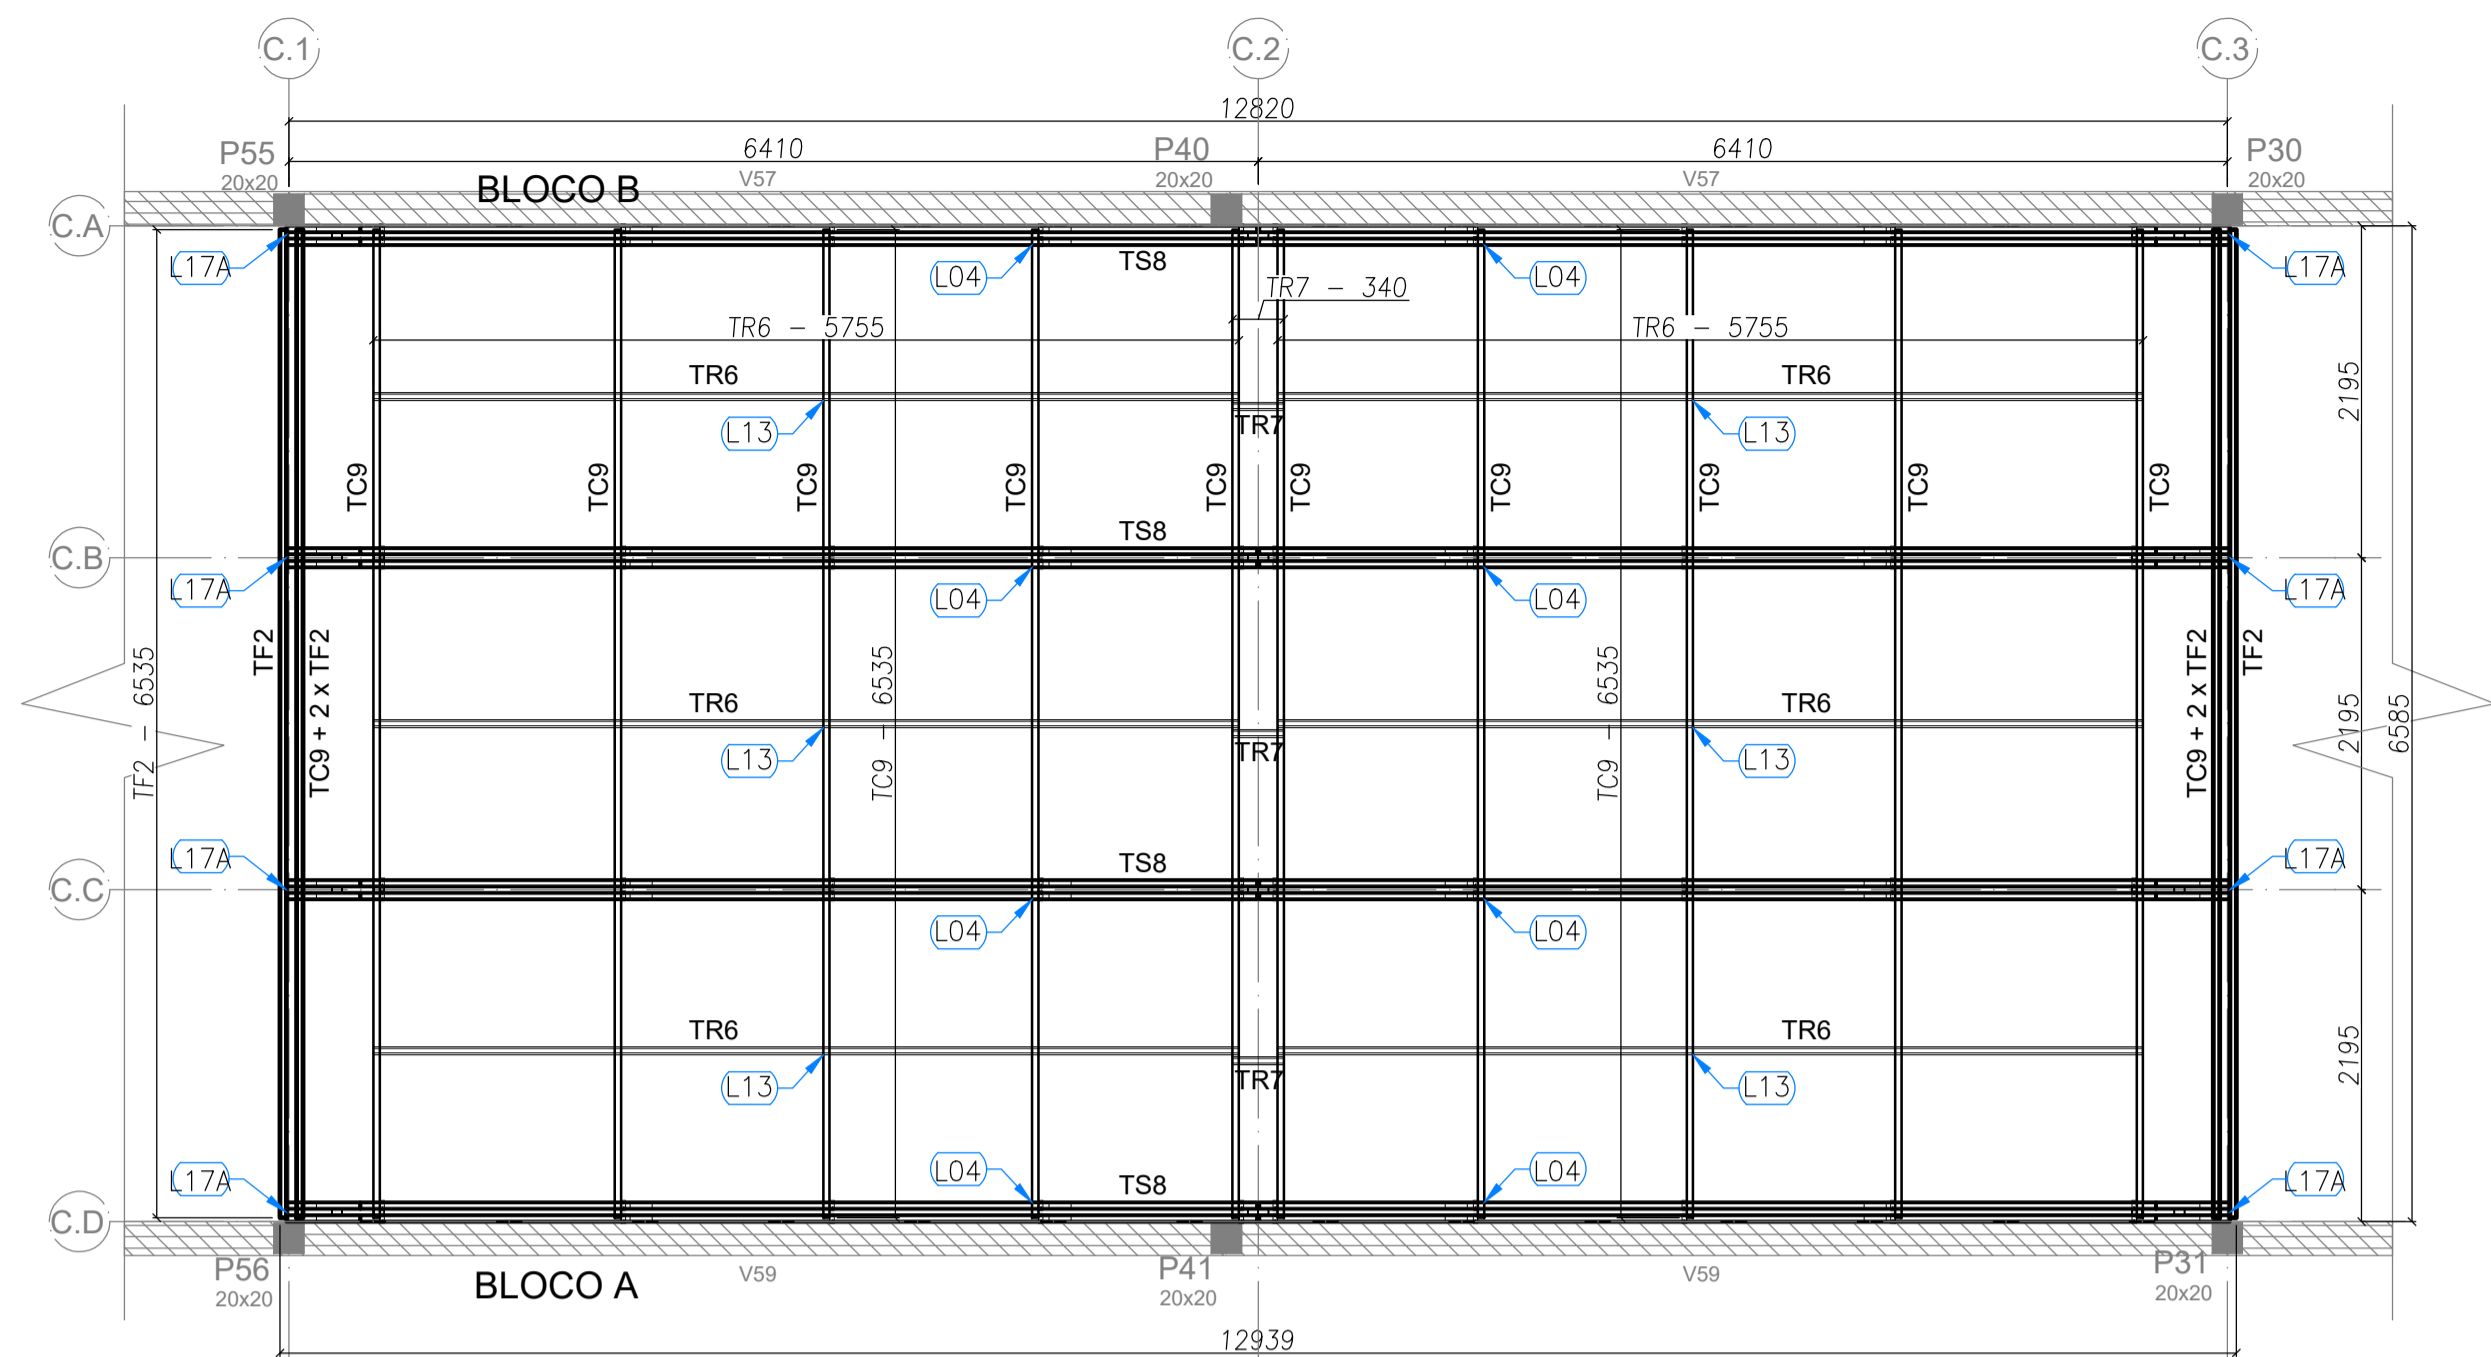 C.1
C.2
C.3
12820
6410
6410
P55
20x20
P40
20x20
P30
20x20
BLOCO B
V57
V57
C.A
L17A
L04
TS8
L04
L17A
TR7 - 340
TR6 - 5755
TR6 - 5755
TR6
TR6
2195
L13
TR7
L13
TC9
TC9
TC9
TC9
TC9
TC9
TC9
TC9
TC9
TC9
TS8
C.B
L17A
L04
L04
L17A
TF2
TC9 + 2 x TF2
TF2 - 6535
TC9 - 6535
TC9 - 6535
TC9 + 2 x TF2
TF2
TR6
TR6
2195
6585
L13
TR7
L13
TS8
L17A
L17A
C.C
L04
L04
TR6
TR6
2195
L13
TR7
L13
L17A
L04
TS8
L04
L17A
C.D
P56
20x20
BLOCO A
V59
P41
20x20
V59
P31
20x20
12939